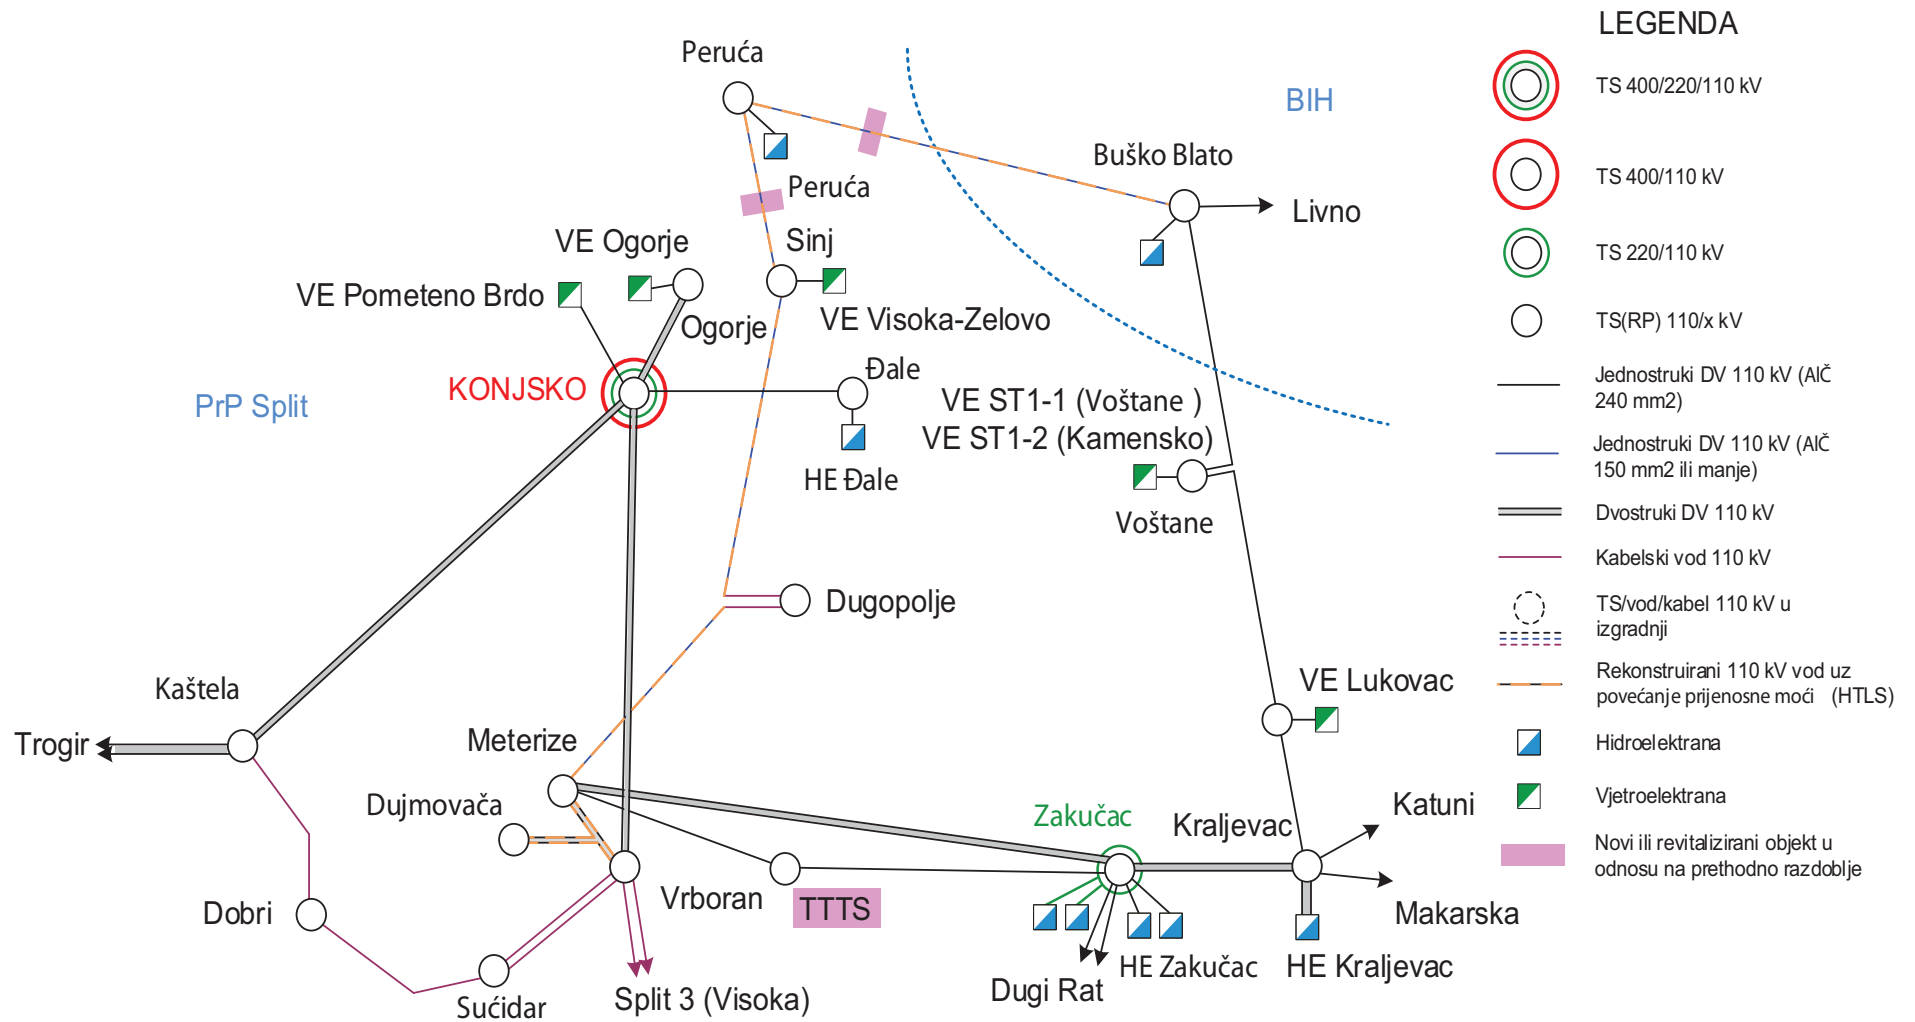 LEGENDA
Peruća
TS 400/220/110 kV
BIH
Buško Blato
TS 400/110 kV
Peruća
Livno
Sinj
VE Ogorje
TS 220/110 kV
VE Pometeno Brdo
Ogorje
VE Visoka-Zelovo
TS(RP) 110/x kV
Đale
KONJSKO
PrP Split
VE ST1-1 (Voštane )
VE ST1-2 (Kamensko)
Jednostruki DV 110 kV (AlČ
240 mm2)
Jednostruki DV 110 kV (AlČ
150 mm2 ili manje)
HE Đale
Voštane
Dvostruki DV 110 kV
Kabelski vod 110 kV
Dugopolje
TS/vod/kabel 110 kV u
izgradnji
Kaštela
VE Lukovac
Rekonstruirani 110 kV vod uz
povećanje prijenosne moći (HTLS)
Trogir
Meterize
Hidroelektrana
Dujmovača
Zakučac
Kraljevac
Katuni
Vjetroelektrana
Novi ili revitalizirani objekt u
odnosu na prethodno razdoblje
Dobri
Vrboran
TTTS
Makarska
Sućidar
Split 3 (Visoka)
Dugi Rat
HE Zakučac
HE Kraljevac